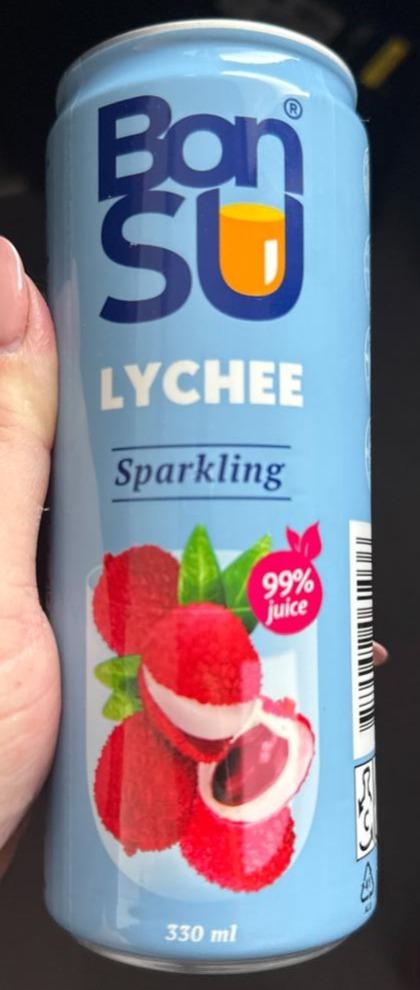 Bon®
SU
LYCHEE
Sparkling
99%
juice
330 ml